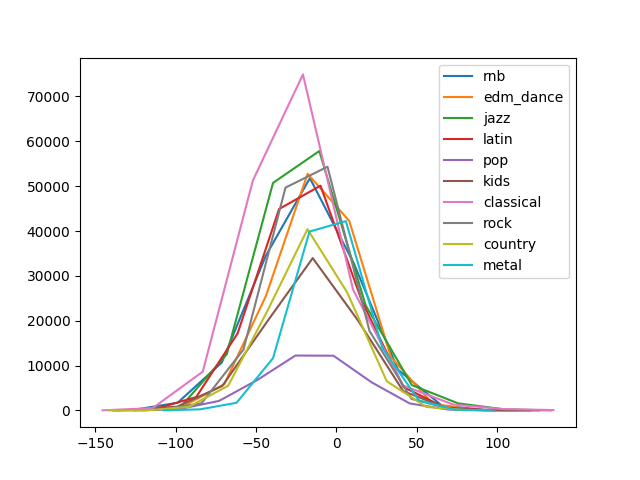 70000
60000
50000
40000
30000
20000
10000
0
−150
−100
−50
0
50
100
rnb
edm_dance
jazz
latin
pop
kids
classical
rock
country
metal